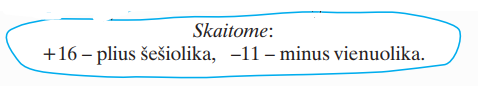 Skaitome:
+16 – plius šešiolika, –11 – minus vienuolika.